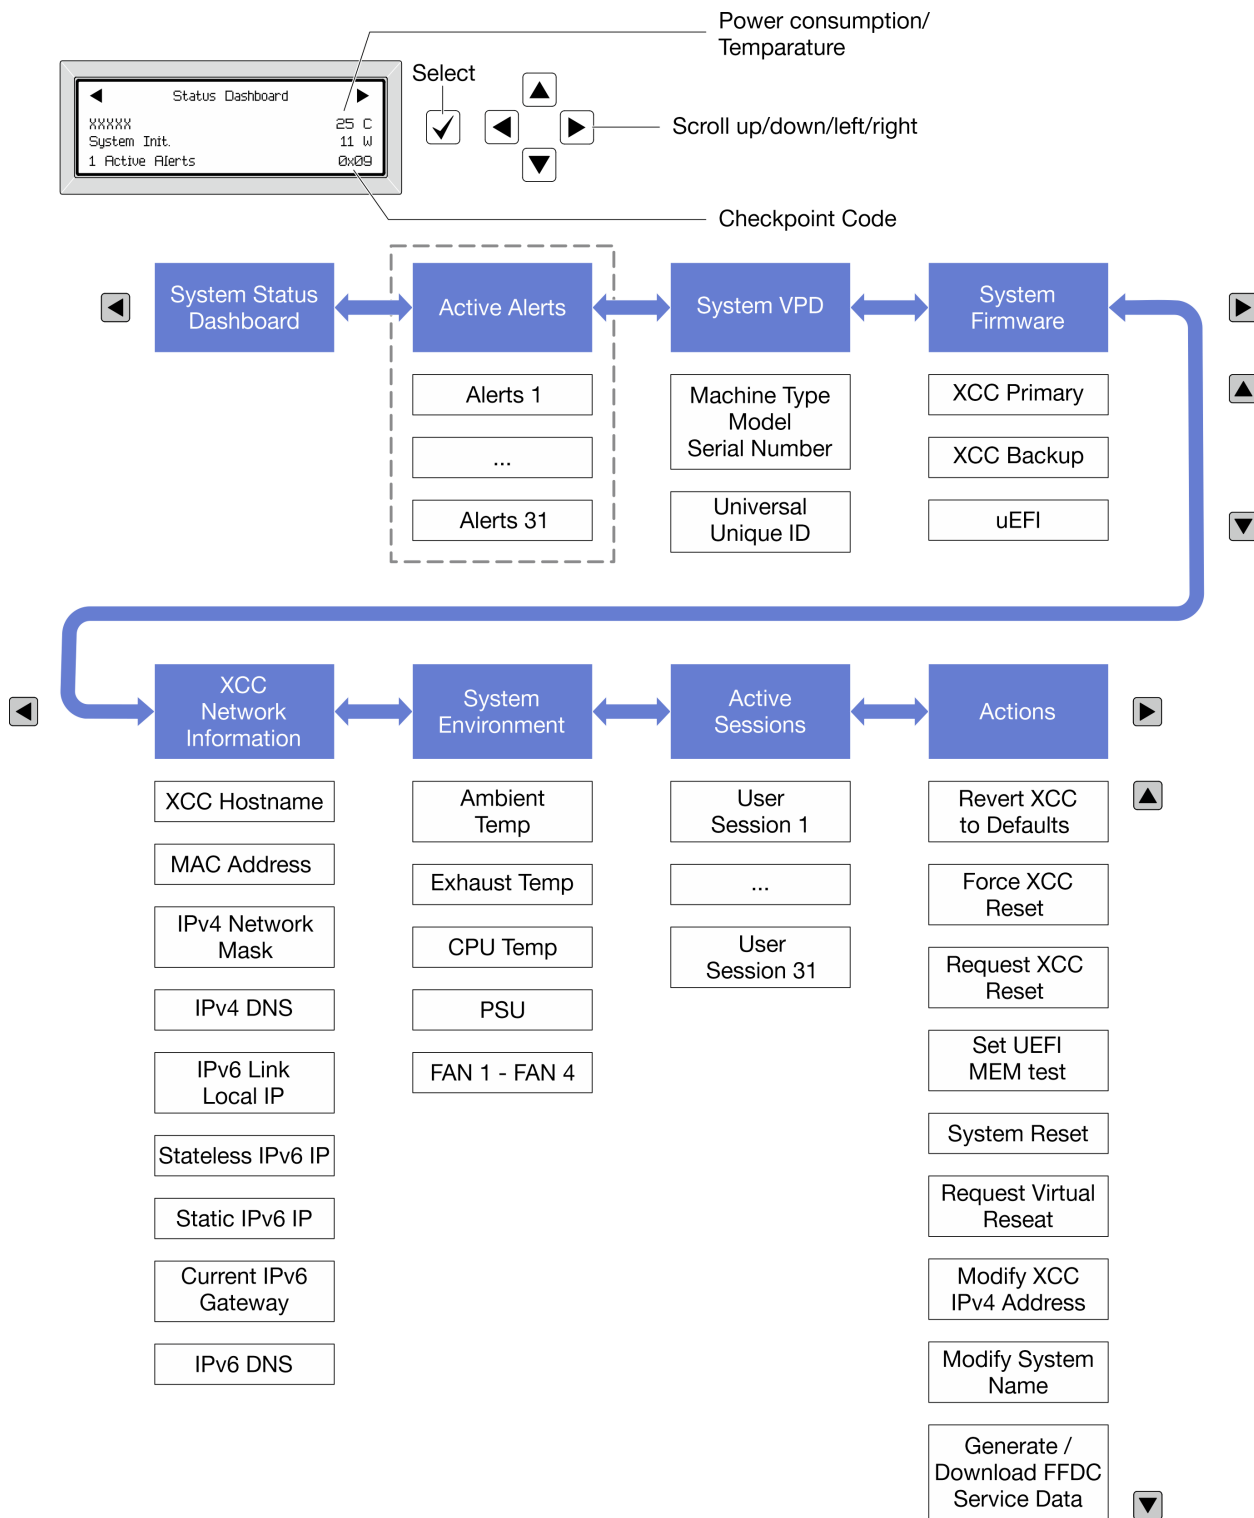 Power consumption/
Temparature
Select
Status Dashboard
XXXXX 25 C
System Init. 11 W
1 Active Alerts 0x09
Scroll up/down/left/right
Checkpoint Code
System Status
Dashboard
Active Alerts
System VPD
System
Firmware
Alerts 1
...
Alerts 31
Machine Type
Model
Serial Number
Universal
Unique ID
XCC Primary
XCC Backup
uEFI
XCC
Network
Information
System
Environment
Active
Sessions
Actions
XCC Hostname
MAC Address
IPv4 Network
Mask
IPv4 DNS
IPv6 Link
Local IP
Stateless IPv6 IP
Static IPv6 IP
Current IPv6
Gateway
IPv6 DNS
Ambient
Temp
Exhaust Temp
CPU Temp
PSU
FAN 1 - FAN 4
User
Session 1
...
User
Session 31
Revert XCC
to Defaults
Force XCC
Reset
Request XCC
Reset
Set UEFI
MEM test
System Reset
Request Virtual
Reseat
Modify XCC
IPv4 Address
Modify System
Name
Generate /
Download FFDC
Service Data